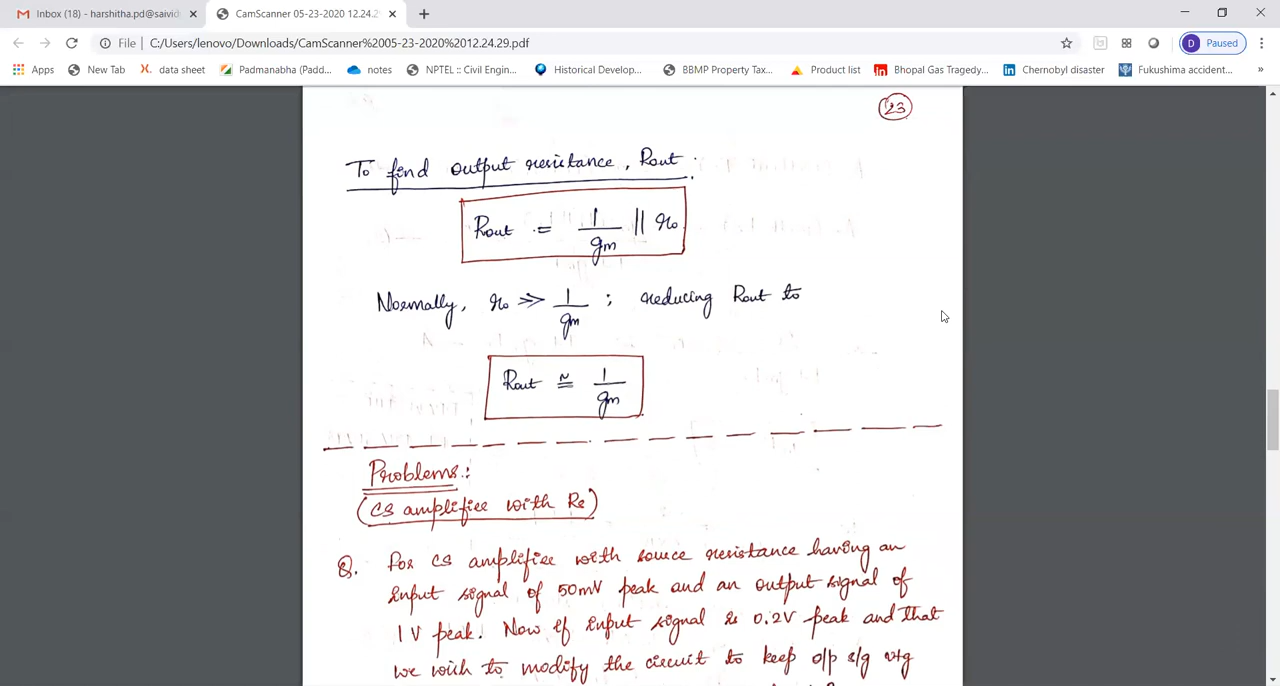 Inbox (18) - harshitha.pd@saividy
CamScanner 05-23-2020 12.24.29.
File
C:/Users/lenovo/Downloads/CamScanner%2005-23-2020%2012.24.29.pdf
D Paused
Apps New Tab X. data sheet Padmanabha (Padd... notes NPTEL :: Civil Engin... Historical Develop... BBMP Property Tax... Product list Bhopal Gas Tragedy... Chernobyl disaster Fukushima accident... »
23
To find output resistance, Rout.
Rout = 1/gm || ro
Normally, ro >> 1/gm ; reducing Rout to
Rout ≅ 1/gm
Problems:
(CS amplifier with Rs)
Q. For CS amplifier with source resistance having an
input signal of 50mV peak and an output signal of
1V peak. Now if input signal is 0.2V peak and that
we wish to modify the circuit to keep o/p s/g vtg